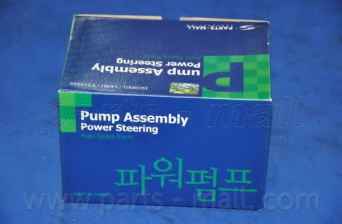 PARTS-MALL
Pump Assembly
Power Steering
Pump Assembly
Power Steering
파워펌프
www.parts-mall.com